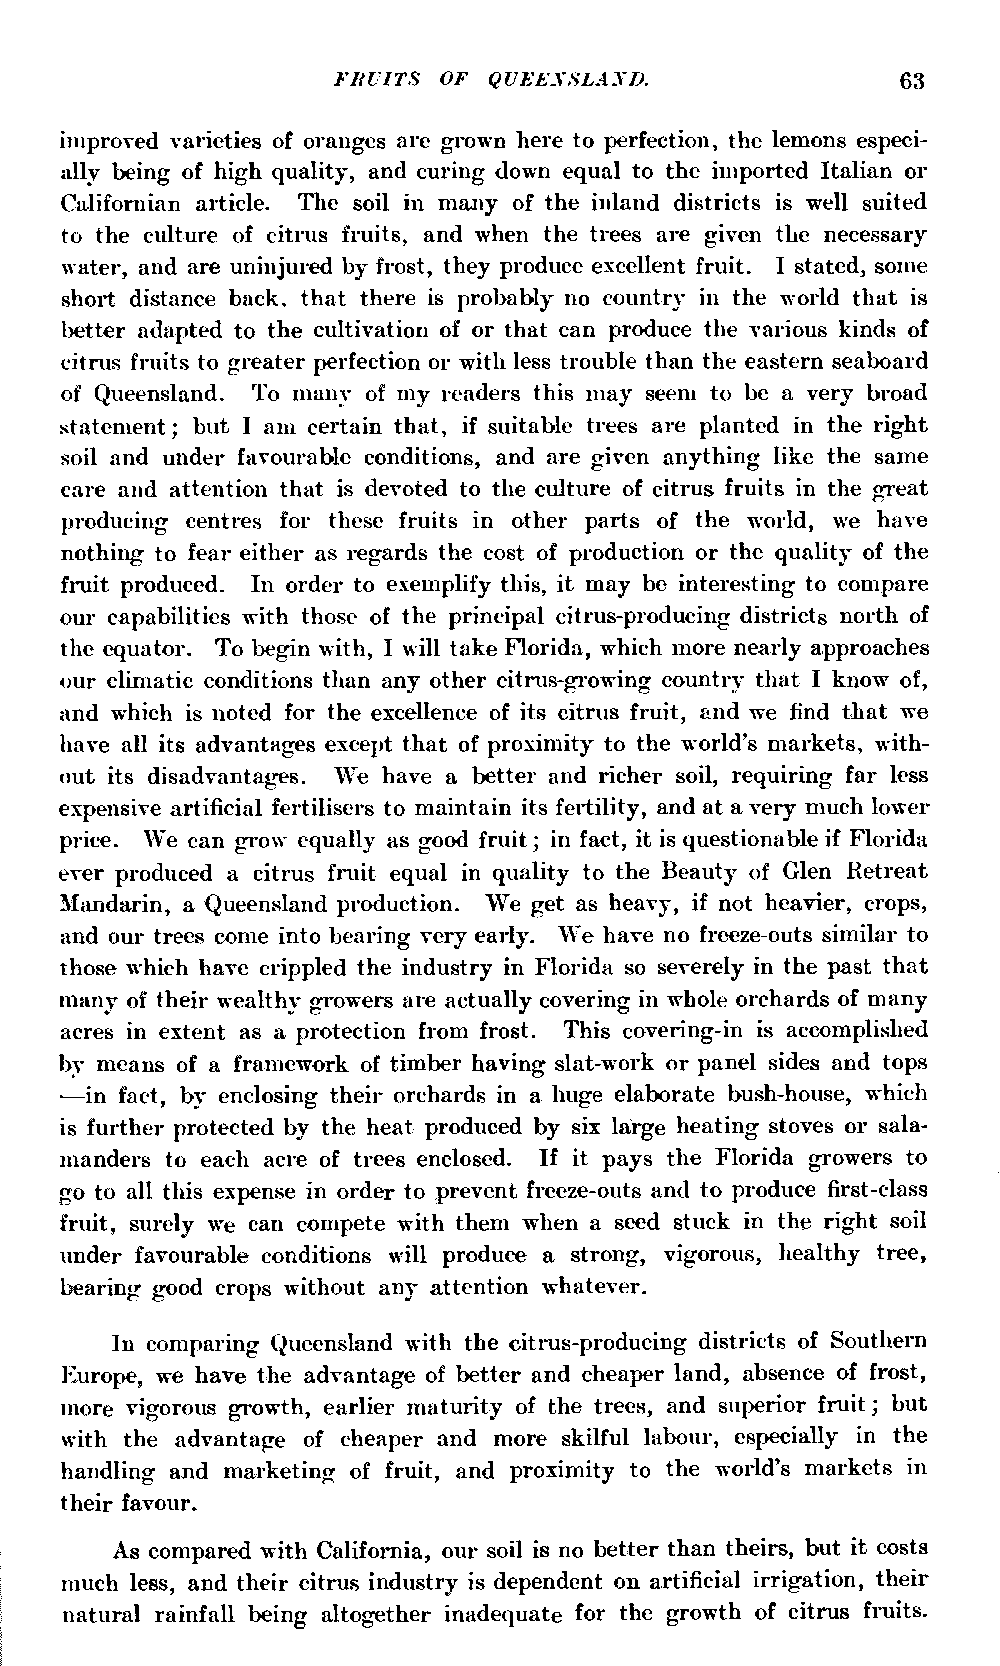 FRUITS OF QUEENSLAND. 63
improved varieties of oranges are grown here to perfection, the lemons especi-
ally being of high quality, and curing down equal to the imported Italian or
Californian article. The soil in many of the inland districts is well suited
to the culture of citrus fruits, and when the trees are given the necessary
water, and are uninjured by frost, they produce excellent fruit. I stated, some
short distance back, that there is probably no country in the world that is
better adapted to the cultivation of or that can produce the various kinds of
citrus fruits to greater perfection or with less trouble than the eastern seaboard
of Queensland. To many of my readers this may seem to be a very broad
statement; but I am certain that, if suitable trees are planted in the right
soil and under favourable conditions, and are given anything like the same
care and attention that is devoted to the culture of citrus fruits in the great
producing centres for these fruits in other parts of the world, we have
nothing to fear either as regards the cost of production or the quality of the
fruit produced. In order to exemplify this, it may be interesting to compare
our capabilities with those of the principal citrus-producing districts north of
the equator. To begin with, I will take Florida, which more nearly approaches
our climatic conditions than any other citrus-growing country that I know of,
and which is noted for the excellence of its citrus fruit, and we find that we
have all its advantages except that of proximity to the world's markets, with-
out its disadvantages. We have a better and richer soil, requiring far less
expensive artificial fertilisers to maintain its fertility, and at a very much lower
price. We can grow equally as good fruit; in fact, it is questionable if Florida
ever produced a citrus fruit equal in quality to the Beauty of Glen Retreat
Mandarin, a Queensland production. We get as heavy, if not heavier, crops,
and our trees come into bearing very early. We have no freeze-outs similar to
those which have crippled the industry in Florida so severely in the past that
many of their wealthy growers are actually covering in whole orchards of many
acres in extent as a protection from frost. This covering-in is accomplished
by means of a framework of timber having slat-work or panel sides and tops
—in fact, by enclosing their orchards in a huge elaborate bush-house, which
is further protected by the heat produced by six large heating stoves or sala-
manders to each acre of trees enclosed. If it pays the Florida growers to
go to all this expense in order to prevent freeze-outs and to produce first-class
fruit, surely we can compete with them when a seed stuck in the right soil
under favourable conditions will produce a strong, vigorous, healthy tree,
bearing good crops without any attention whatever.
In comparing Queensland with the citrus-producing districts of Southern
Europe, we have the advantage of better and cheaper land, absence of frost,
more vigorous growth, earlier maturity of the trees, and superior fruit; but
with the advantage of cheaper and more skilful labour, especially in the
handling and marketing of fruit, and proximity to the world's markets in
their favour.
As compared with California, our soil is no better than theirs, but it costs
much less, and their citrus industry is dependent on artificial irrigation, their
natural rainfall being altogether inadequate for the growth of citrus fruits.